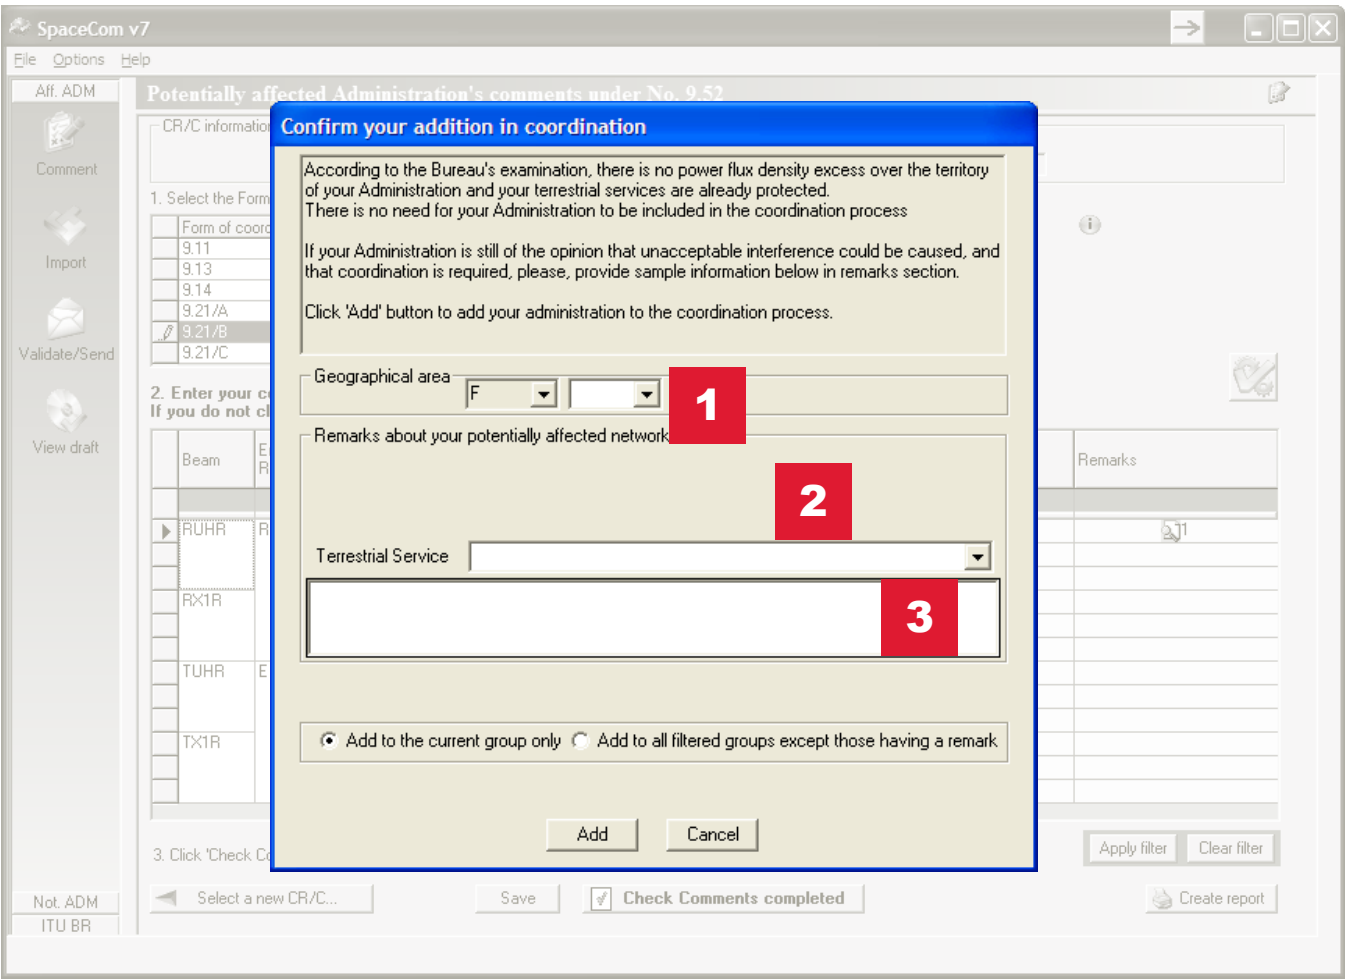 SpaceCom v7
File Options Help
Aff. ADM
Potentially affected Administration's comments under No. 9.52
Comment
Import
Validate/Send
View draft
Not. ADM
ITU BR
CR/C information
1. Select the Form
Form of coord
9.11
9.13
9.14
9.21/A
9.21/B
9.21/C
2. Enter your co
If you do not cl
Beam
E
R
Remarks
RUHR R
1
RX1R
TUHR E
TX1R
Confirm your addition in coordination
According to the Bureau's examination, there is no power flux density excess over the territory
of your Administration and your terrestrial services are already protected.
There is no need for your Administration to be included in the coordination process
If your Administration is still of the opinion that unacceptable interference could be caused, and
that coordination is required, please, provide sample information below in remarks section.
Click 'Add' button to add your administration to the coordination process.
Geographical area
F
1
Remarks about your potentially affected network
2
Terrestrial Service
3
Add to the current group only Add to all filtered groups except those having a remark
Add Cancel
3. Click 'Check Co
Apply filter Clear filter
Select a new CR/C... Save Check Comments completed Create report